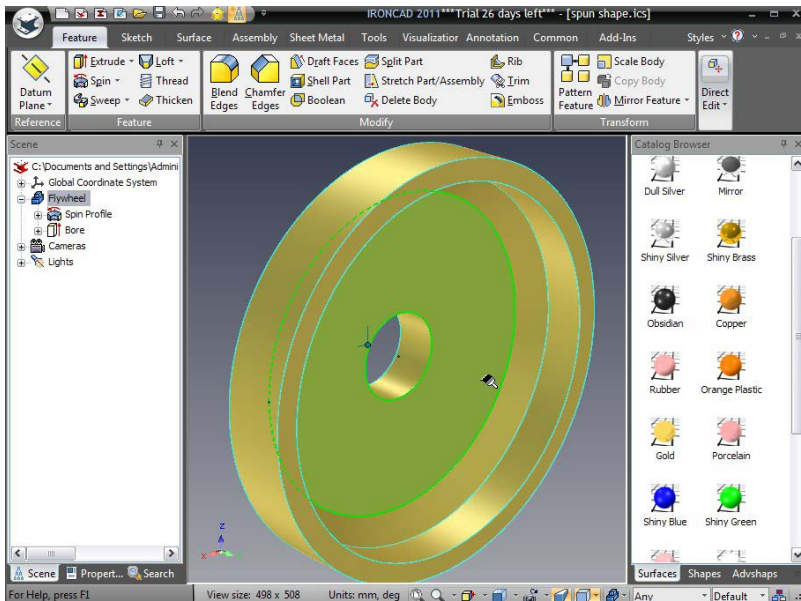 IRONCAD 2011***Trial 26 days left*** - [spun shape.ics]
Feature Sketch Surface Assembly Sheet Metal Tools Visualization Annotation Common Add-Ins Styles
Datum Plane
Reference
Extrude Loft
Spin Thread
Sweep Thicken
Feature
Blend Edges
Chamfer Edges
Draft Faces Split Part Rib
Shell Part Stretch Part/Assembly Trim
Boolean Delete Body Emboss
Modify
Pattern Feature
Scale Body
Copy Body
Mirror Feature
Transform
Direct Edit
Scene
C:\Documents and Settings\Admini
Global Coordinate System
Flywheel
Spin Profile
Bore
Cameras
Lights
Z
X
Catalog Browser
Dull Silver Mirror
Shiny Silver Shiny Brass
Obsidian Copper
Rubber Orange Plastic
Gold Porcelain
Shiny Blue Shiny Green
Scene Propert... Search
Surfaces Shapes Advshaps
For Help, press F1 View size: 498 x 508 Units: mm, deg Any Default